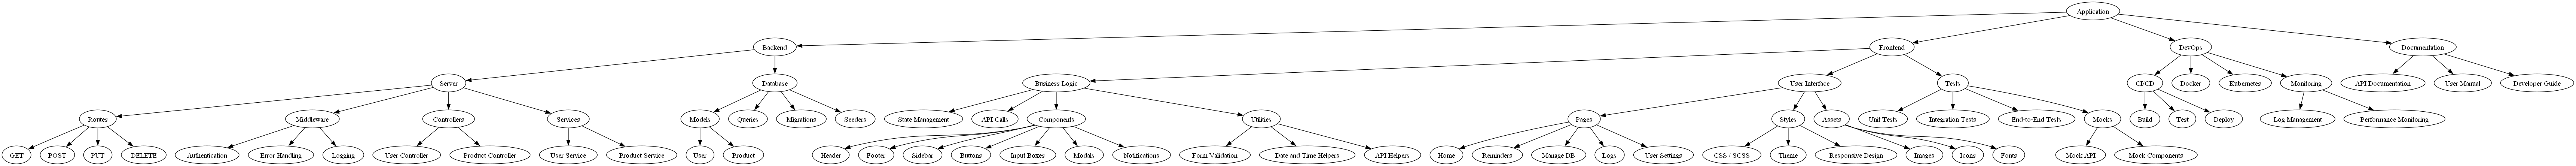 Application
Backend
Frontend
DevOps
Documentation
Server
Database
Business Logic
User Interface
Tests
CI/CD
Docker
Kubernetes
Monitoring
API Documentation
User Manual
Developer Guide
Routes
Middleware
Controllers
Services
Models
Queries
Migrations
Seeders
State Management
API Calls
Components
Utilities
Pages
Styles
Assets
Unit Tests
Integration Tests
End-to-End Tests
Mocks
Build
Test
Deploy
Log Management
Performance Monitoring
GET
POST
PUT
DELETE
Authentication
Error Handling
Logging
User Controller
Product Controller
User Service
Product Service
User
Product
Header
Footer
Sidebar
Buttons
Input Boxes
Modals
Notifications
Form Validation
Date and Time Helpers
API Helpers
Home
Reminders
Manage DB
Logs
User Settings
CSS / SCSS
Theme
Responsive Design
Images
Icons
Fonts
Mock API
Mock Components